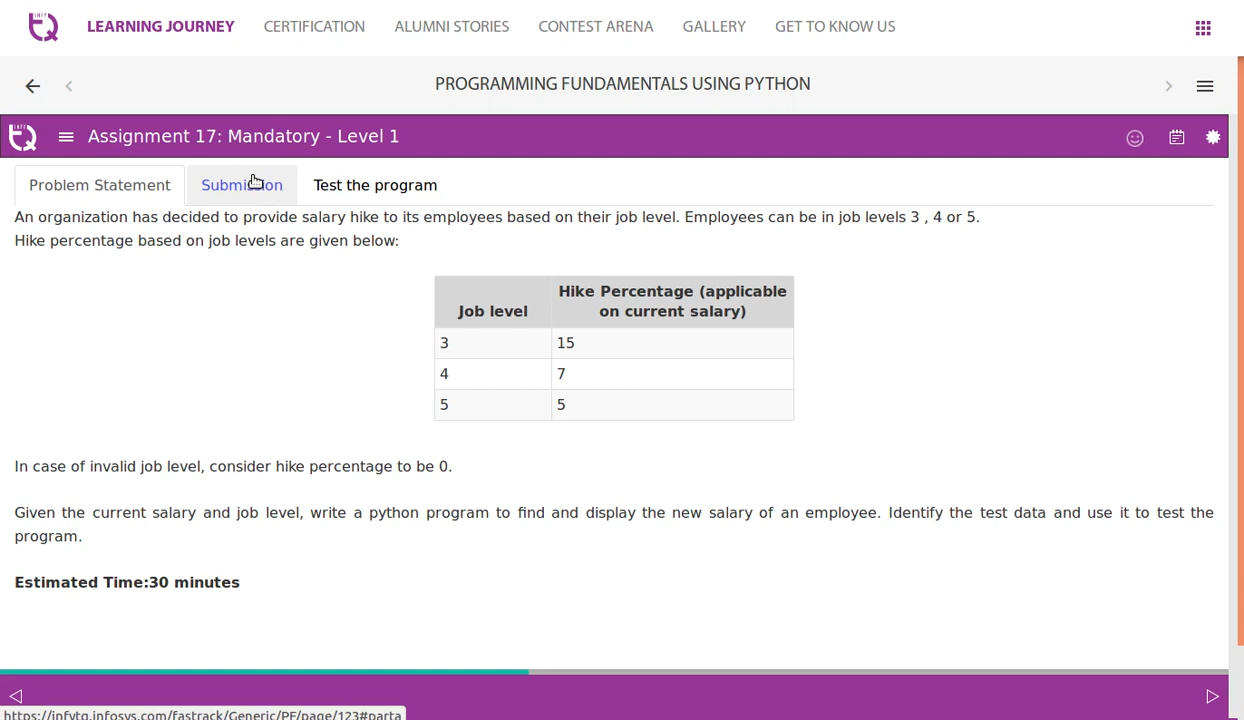 LEARNING JOURNEY CERTIFICATION ALUMNI STORIES CONTEST ARENA GALLERY GET TO KNOW US
PROGRAMMING FUNDAMENTALS USING PYTHON
Assignment 17: Mandatory - Level 1
Problem Statement Submission Test the program
An organization has decided to provide salary hike to its employees based on their job level. Employees can be in job levels 3 , 4 or 5.
Hike percentage based on job levels are given below:
Job level Hike Percentage (applicable
on current salary)
3 15
4 7
5 5
In case of invalid job level, consider hike percentage to be 0.
Given the current salary and job level, write a python program to find and display the new salary of an employee. Identify the test data and use it to test the
program.
Estimated Time:30 minutes
https://infytq.infosys.com/fastrack/Generic/PF/page/123#parta